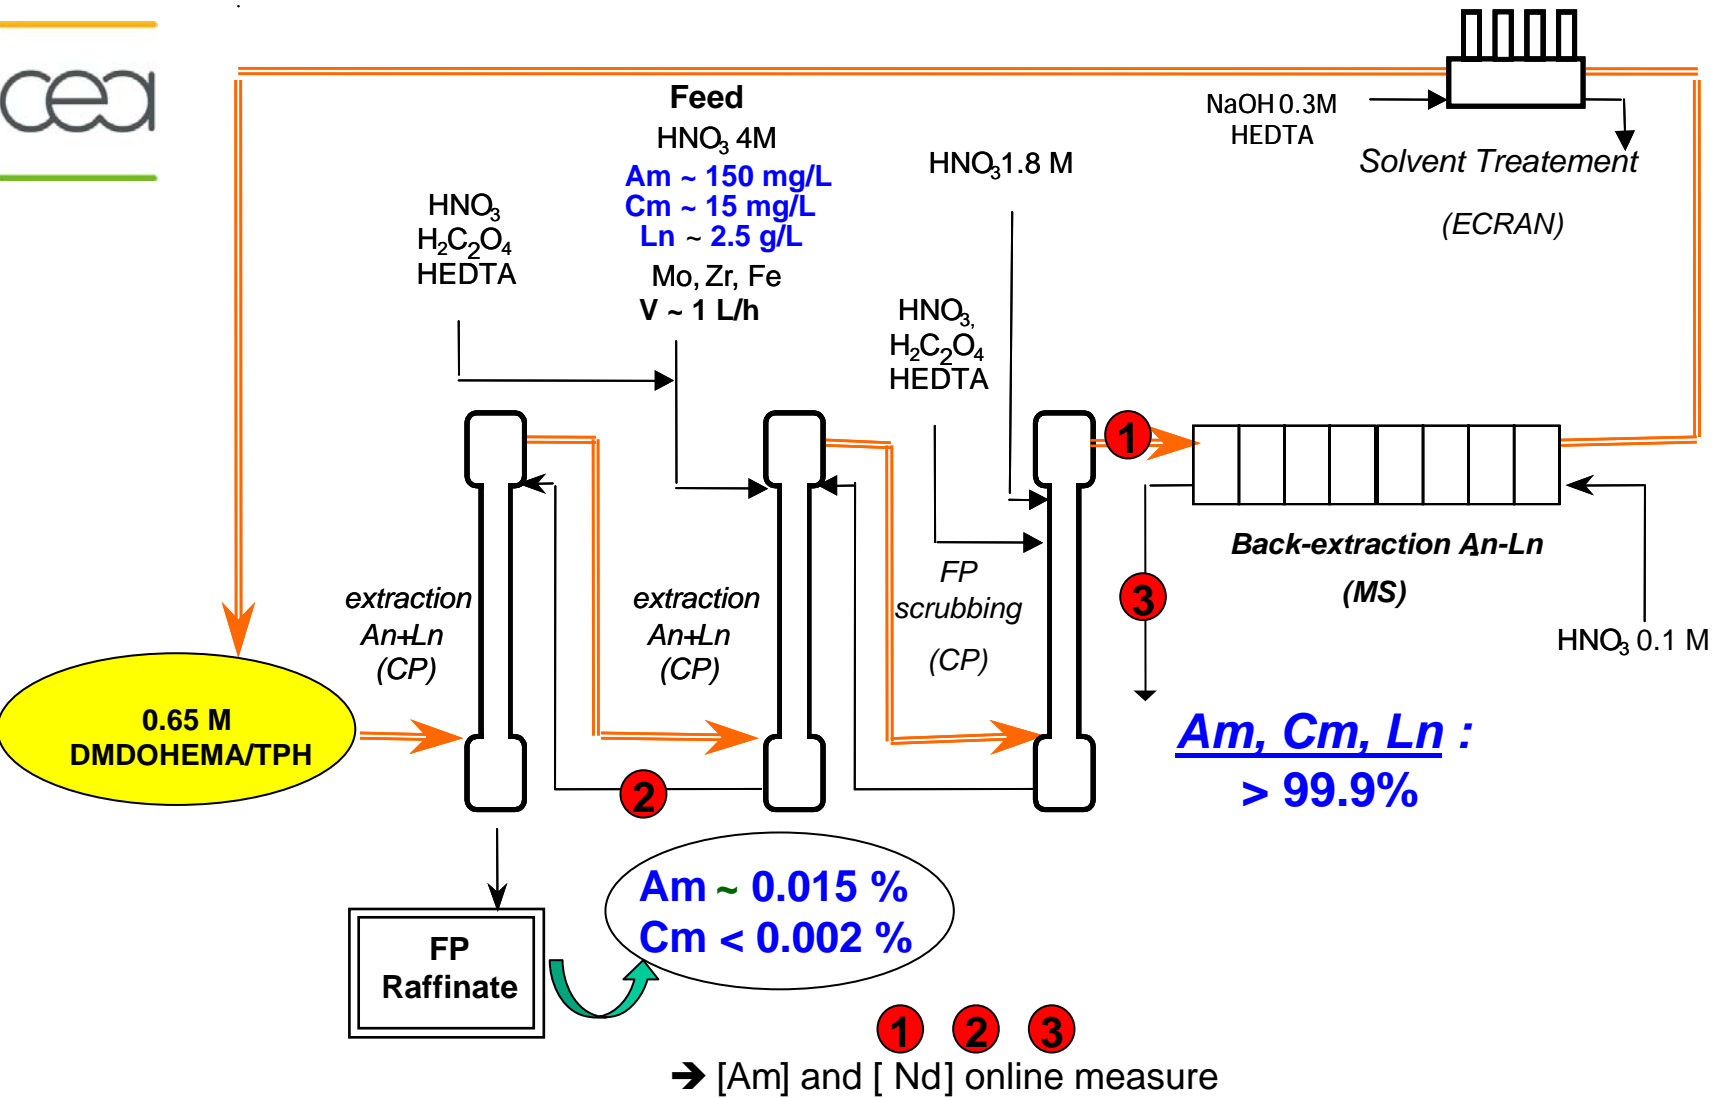 cea
Feed
HNO3 4M
Am ~ 150 mg/L
Cm ~ 15 mg/L
Ln ~ 2.5 g/L
Mo, Zr, Fe
V ~ 1 L/h
HNO3
H2C2O4
HEDTA
HNO3 1.8 M
HNO3,
H2C2O4
HEDTA
NaOH 0.3M
HEDTA
Solvent Treatement
(ECRAN)
extraction
An+Ln
(CP)
extraction
An+Ln
(CP)
FP
scrubbing
(CP)
1
Back-extraction An-Ln
(MS)
3
HNO3 0.1 M
0.65 M
DMDOHEMA/TPH
2
Am, Cm, Ln :
> 99.9%
FP
Raffinate
Am ~ 0.015 %
Cm < 0.002 %
1 2 3
➔ [Am] and [ Nd] online measure